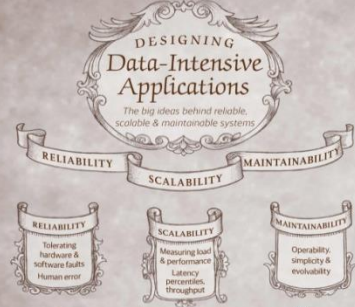 DESIGNING
Data-Intensive
Applications
The big ideas behind reliable,
scalable & maintainable systems
RELIABILITY
SCALABILITY
MAINTAINABILITY
RELIABILITY
Tolerating
hardware &
software faults
Human error
SCALABILITY
Measuring load
& performance
Latency
percentiles,
throughput
MAINTAINABILITY
Operability,
simplicity &
evolvability